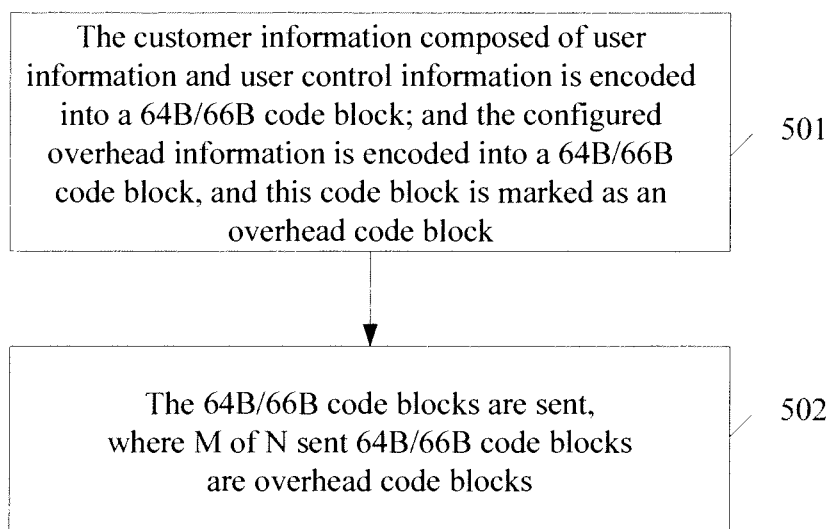 The customer information composed of user
information and user control information is encoded
into a 64B/66B code block; and the configured
overhead information is encoded into a 64B/66B
code block, and this code block is marked as an
overhead code block
501
The 64B/66B code blocks are sent,
where M of N sent 64B/66B code blocks
are overhead code blocks
502